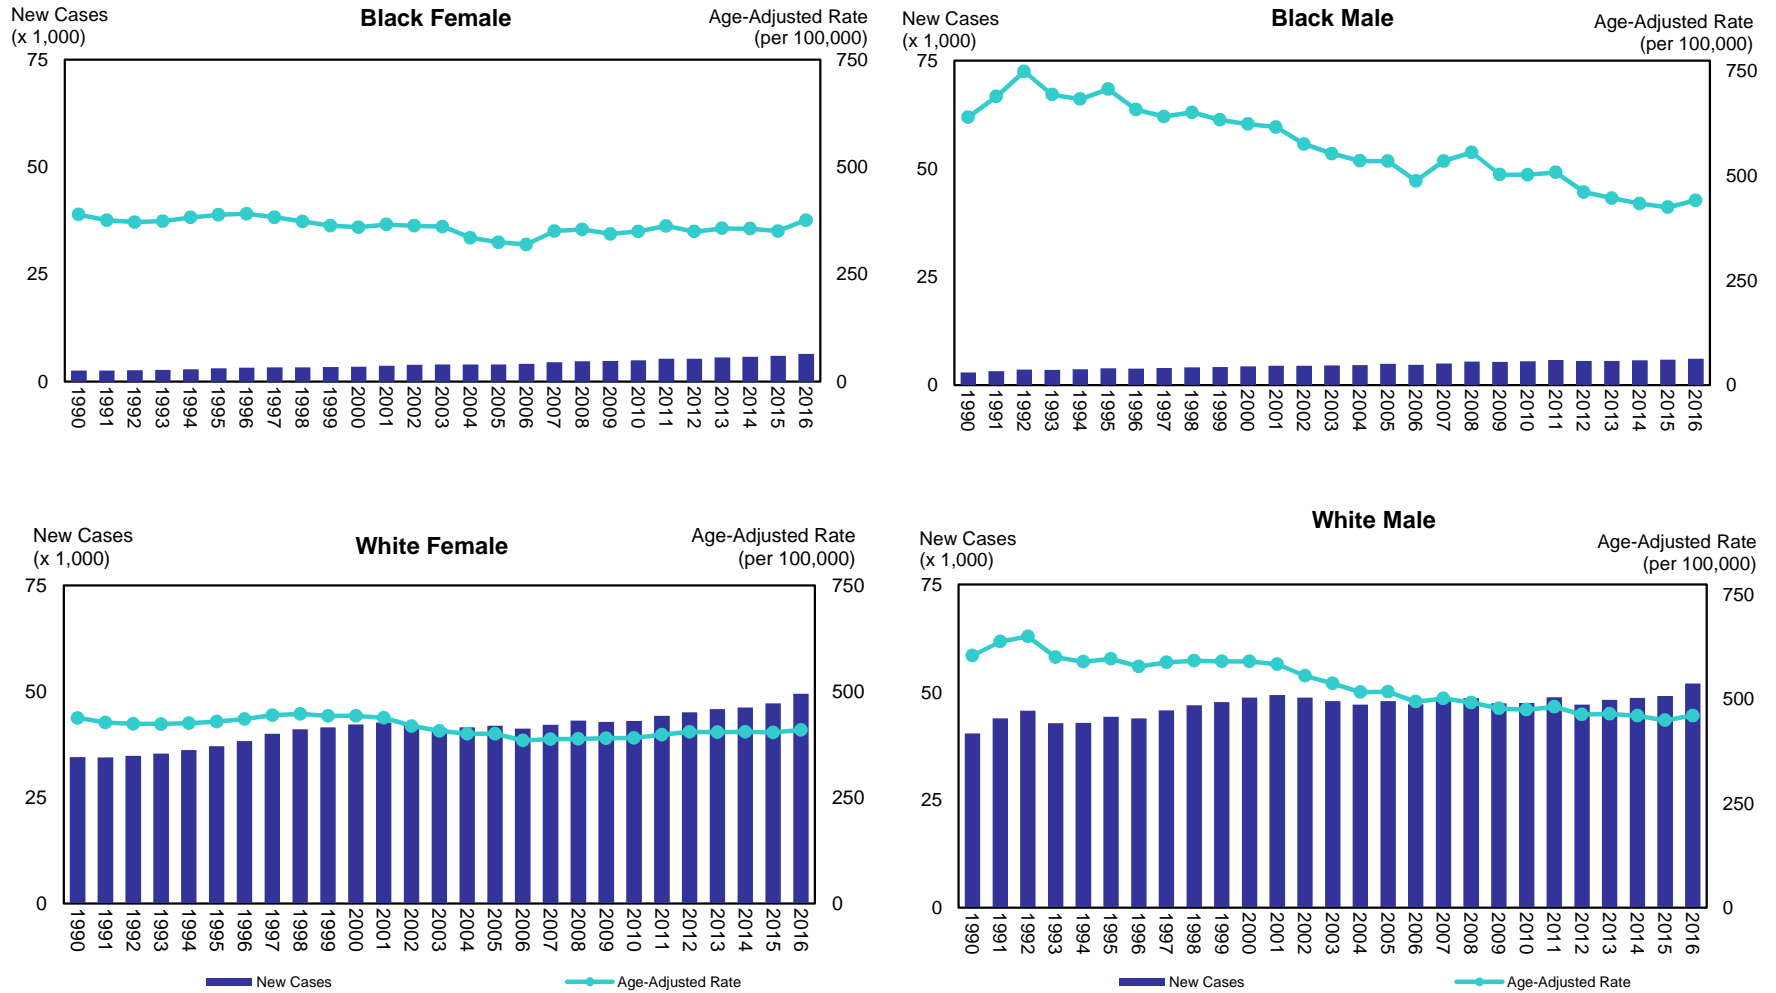 New Cases
(x 1,000)
Black Female
Age-Adjusted Rate
(per 100,000)
75
50
25
0
750
500
250
0
1990 1991 1992 1993 1994 1995 1996 1997 1998 1999 2000 2001 2002 2003 2004 2005 2006 2007 2008 2009 2010 2011 2012 2013 2014 2015 2016
New Cases
(x 1,000)
Black Male
Age-Adjusted Rate
(per 100,000)
75
50
25
0
750
500
250
0
1990 1991 1992 1993 1994 1995 1996 1997 1998 1999 2000 2001 2002 2003 2004 2005 2006 2007 2008 2009 2010 2011 2012 2013 2014 2015 2016
New Cases
(x 1,000)
White Female
Age-Adjusted Rate
(per 100,000)
75
50
25
0
750
500
250
0
1990 1991 1992 1993 1994 1995 1996 1997 1998 1999 2000 2001 2002 2003 2004 2005 2006 2007 2008 2009 2010 2011 2012 2013 2014 2015 2016
New Cases
Age-Adjusted Rate
New Cases
(x 1,000)
White Male
Age-Adjusted Rate
(per 100,000)
75
50
25
0
750
500
250
0
1990 1991 1992 1993 1994 1995 1996 1997 1998 1999 2000 2001 2002 2003 2004 2005 2006 2007 2008 2009 2010 2011 2012 2013 2014 2015 2016
New Cases
Age-Adjusted Rate